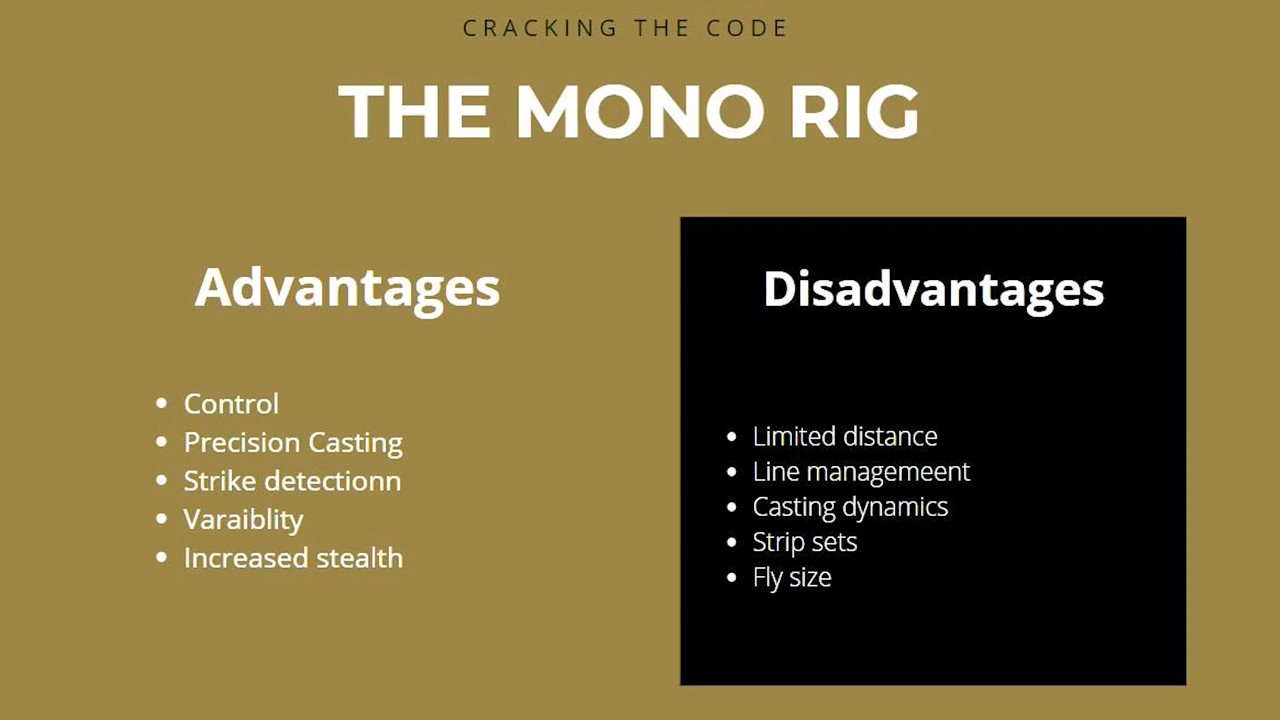 CRACKING THE CODE
THE MONO RIG
Advantages
• Control
• Precision Casting
• Strike detectionn
• Varaiblity
• Increased stealth
Disadvantages
• Limited distance
• Line managemeent
• Casting dynamics
• Strip sets
• Fly size